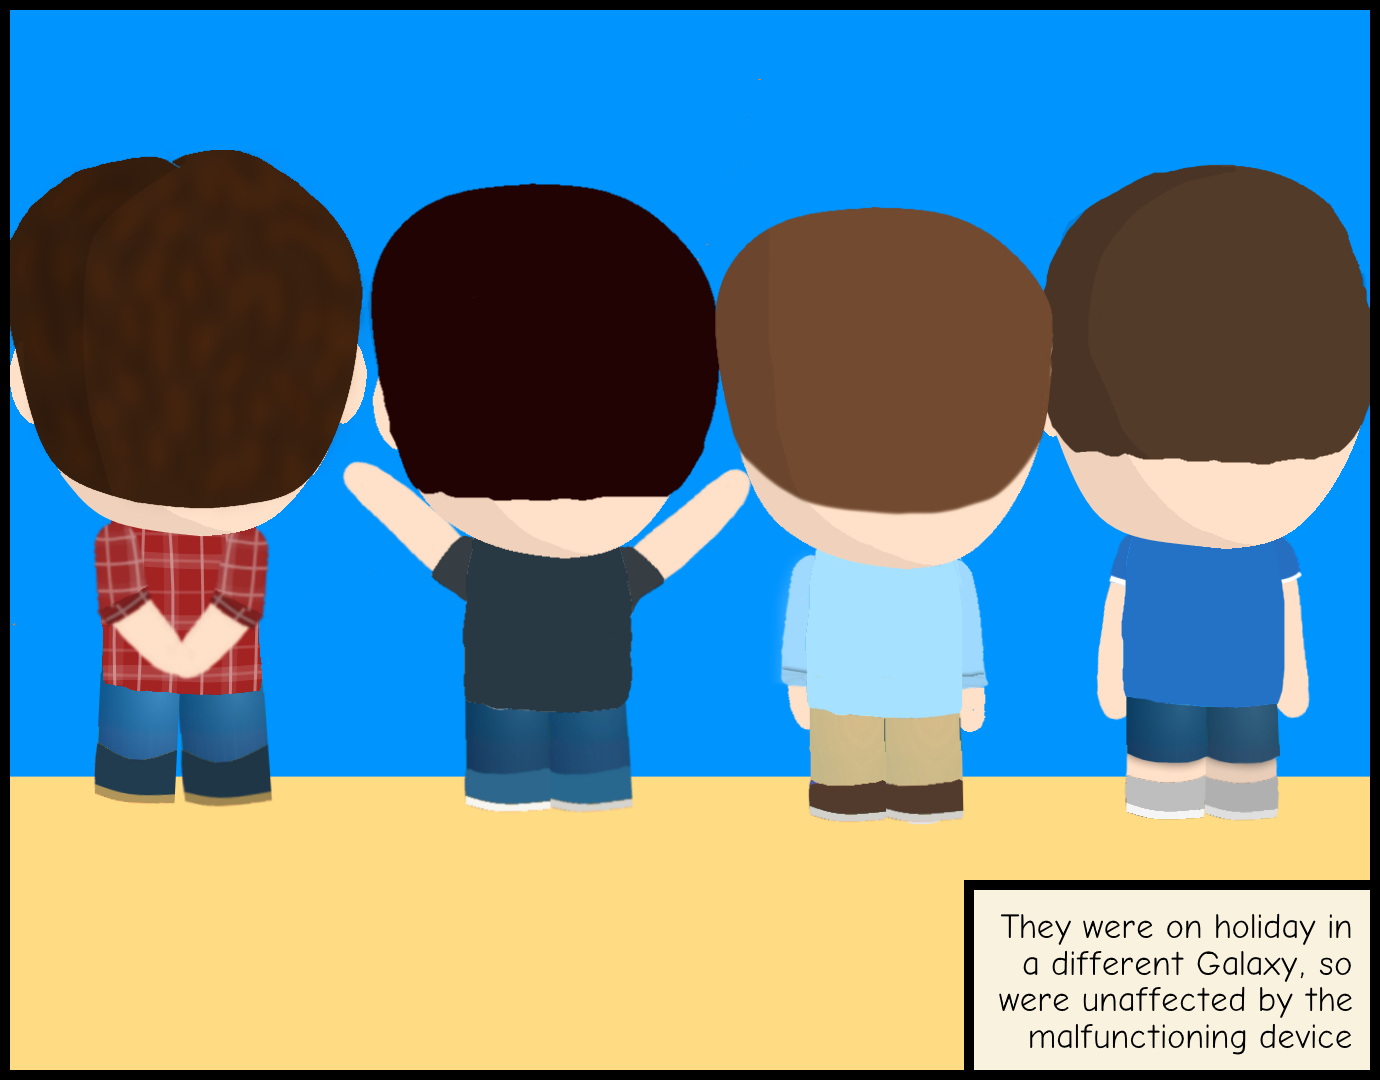 They were on holiday in
a different Galaxy, so
were unaffected by the
malfunctioning device